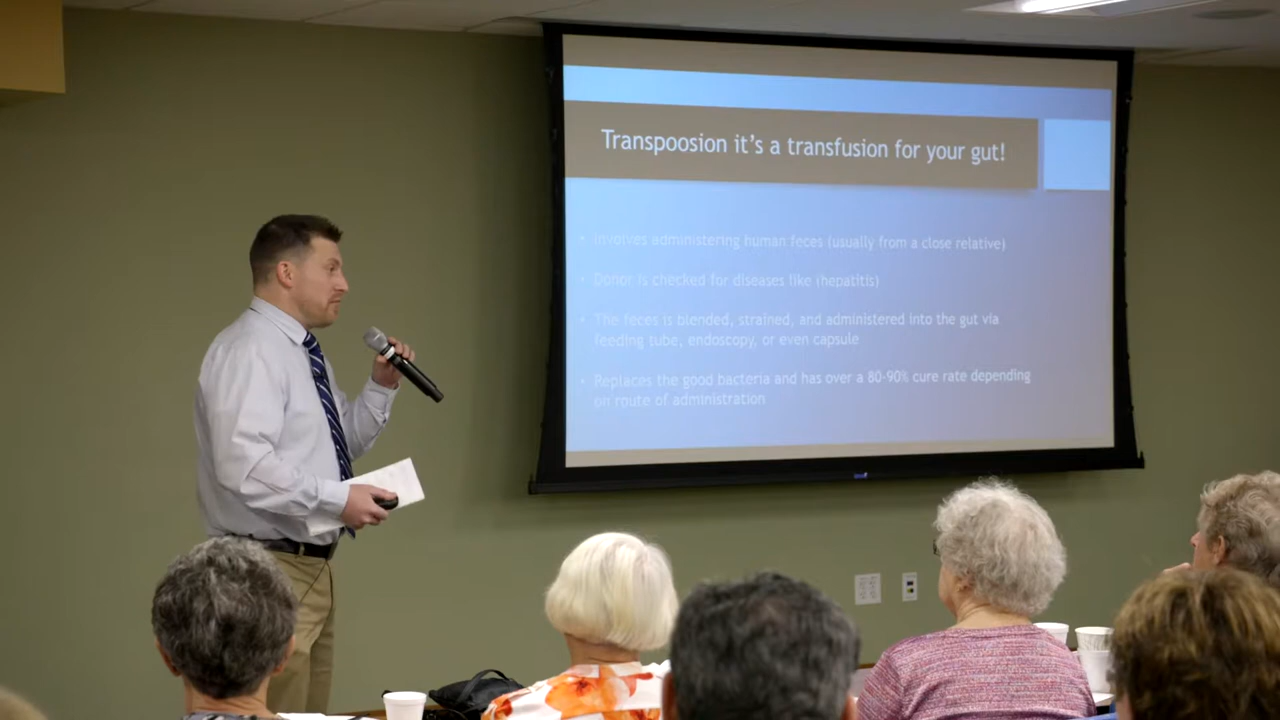 Transpoosion it's a transfusion for your gut!
• Involves administering human feces (usually from a close relative)
• Donor is checked for diseases like (hepatitis)
• The feces is blended, strained, and administered into the gut via
feeding tube, endoscopy, or even capsule
• Replaces the good bacteria and has over a 80-90% cure rate depending
on route of administration